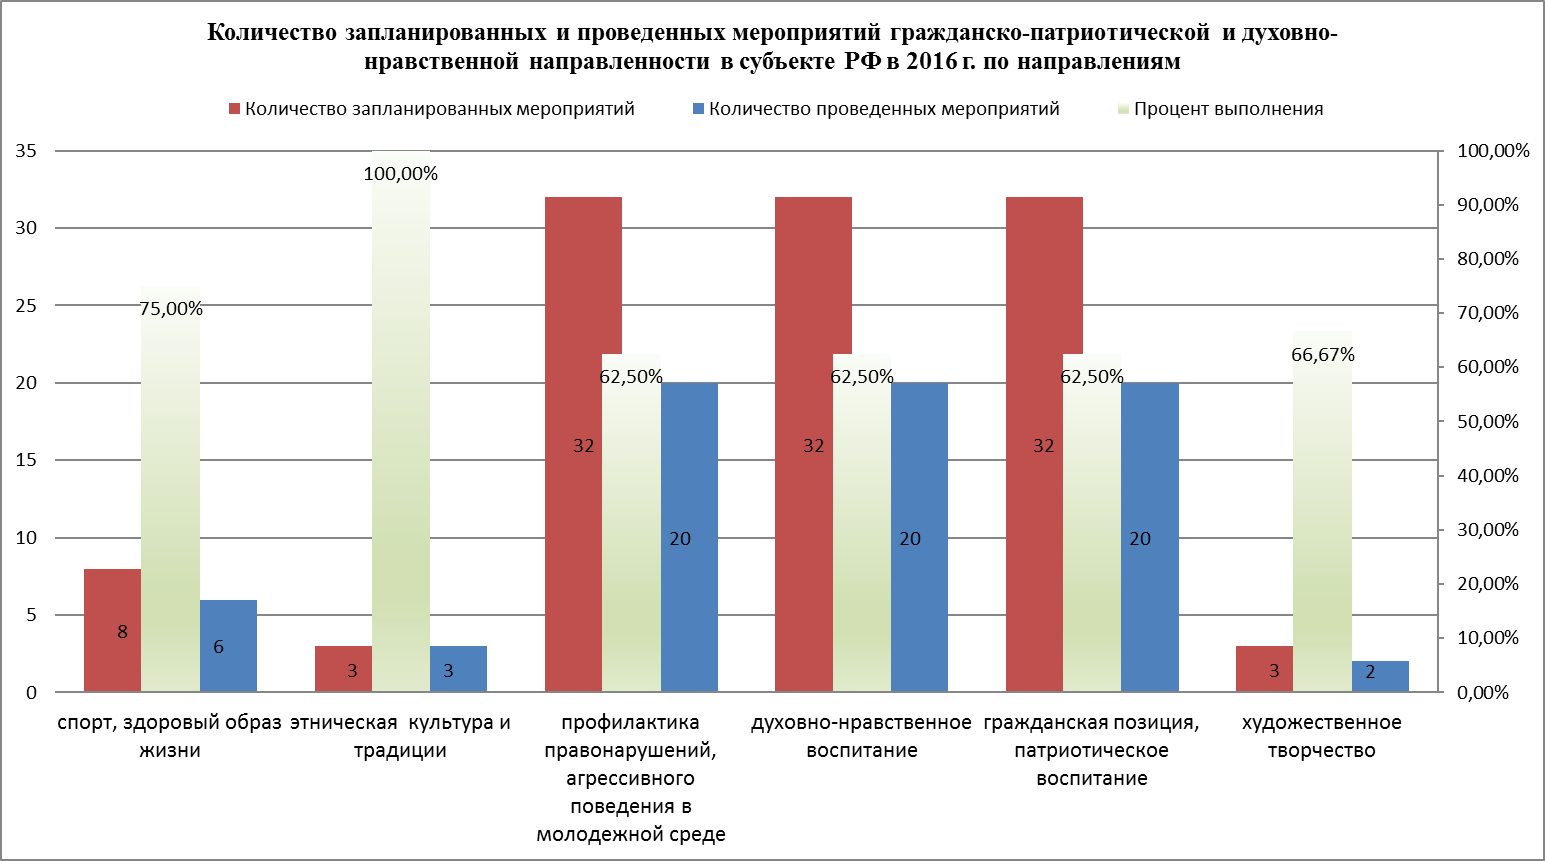 Количество запланированных и проведенных мероприятий гражданско-патриотической и духовно-
нравственной направленности в субъекте РФ в 2016 г. по направлениям
Количество запланированных мероприятий
Количество проведенных мероприятий
Процент выполнения
35
30
25
20
15
10
5
0
100,00%
90,00%
80,00%
70,00%
60,00%
50,00%
40,00%
30,00%
20,00%
10,00%
0,00%
8
75,00%
6
3
100,00%
3
32
62,50%
20
32
62,50%
20
32
62,50%
20
3
66,67%
2
спорт, здоровый образ
жизни
этническая культура и
традиции
профилактика
правонарушений,
агрессивного
поведения в
молодежной среде
духовно-нравственное
воспитание
гражданская позиция,
патриотическое
воспитание
художественное
творчество